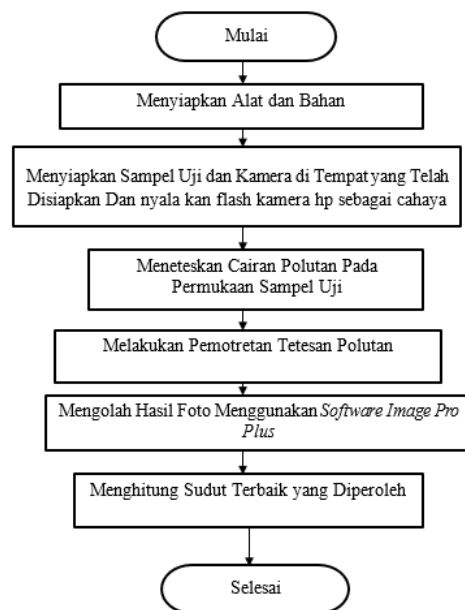 Mulai
Menyiapkan Alat dan Bahan
Menyiapkan Sampel Uji dan Kamera di Tempat yang Telah
Disiapkan Dan nyala kan flash kamera hp sebagai cahaya
Meneteskan Cairan Polutan Pada
Permukaan Sampel Uji
Melakukan Pemotretan Tetesan Polutan
Mengolah Hasil Foto Menggunakan Software Image Pro
Plus
Menghitung Sudut Terbaik yang Diperoleh
Selesai